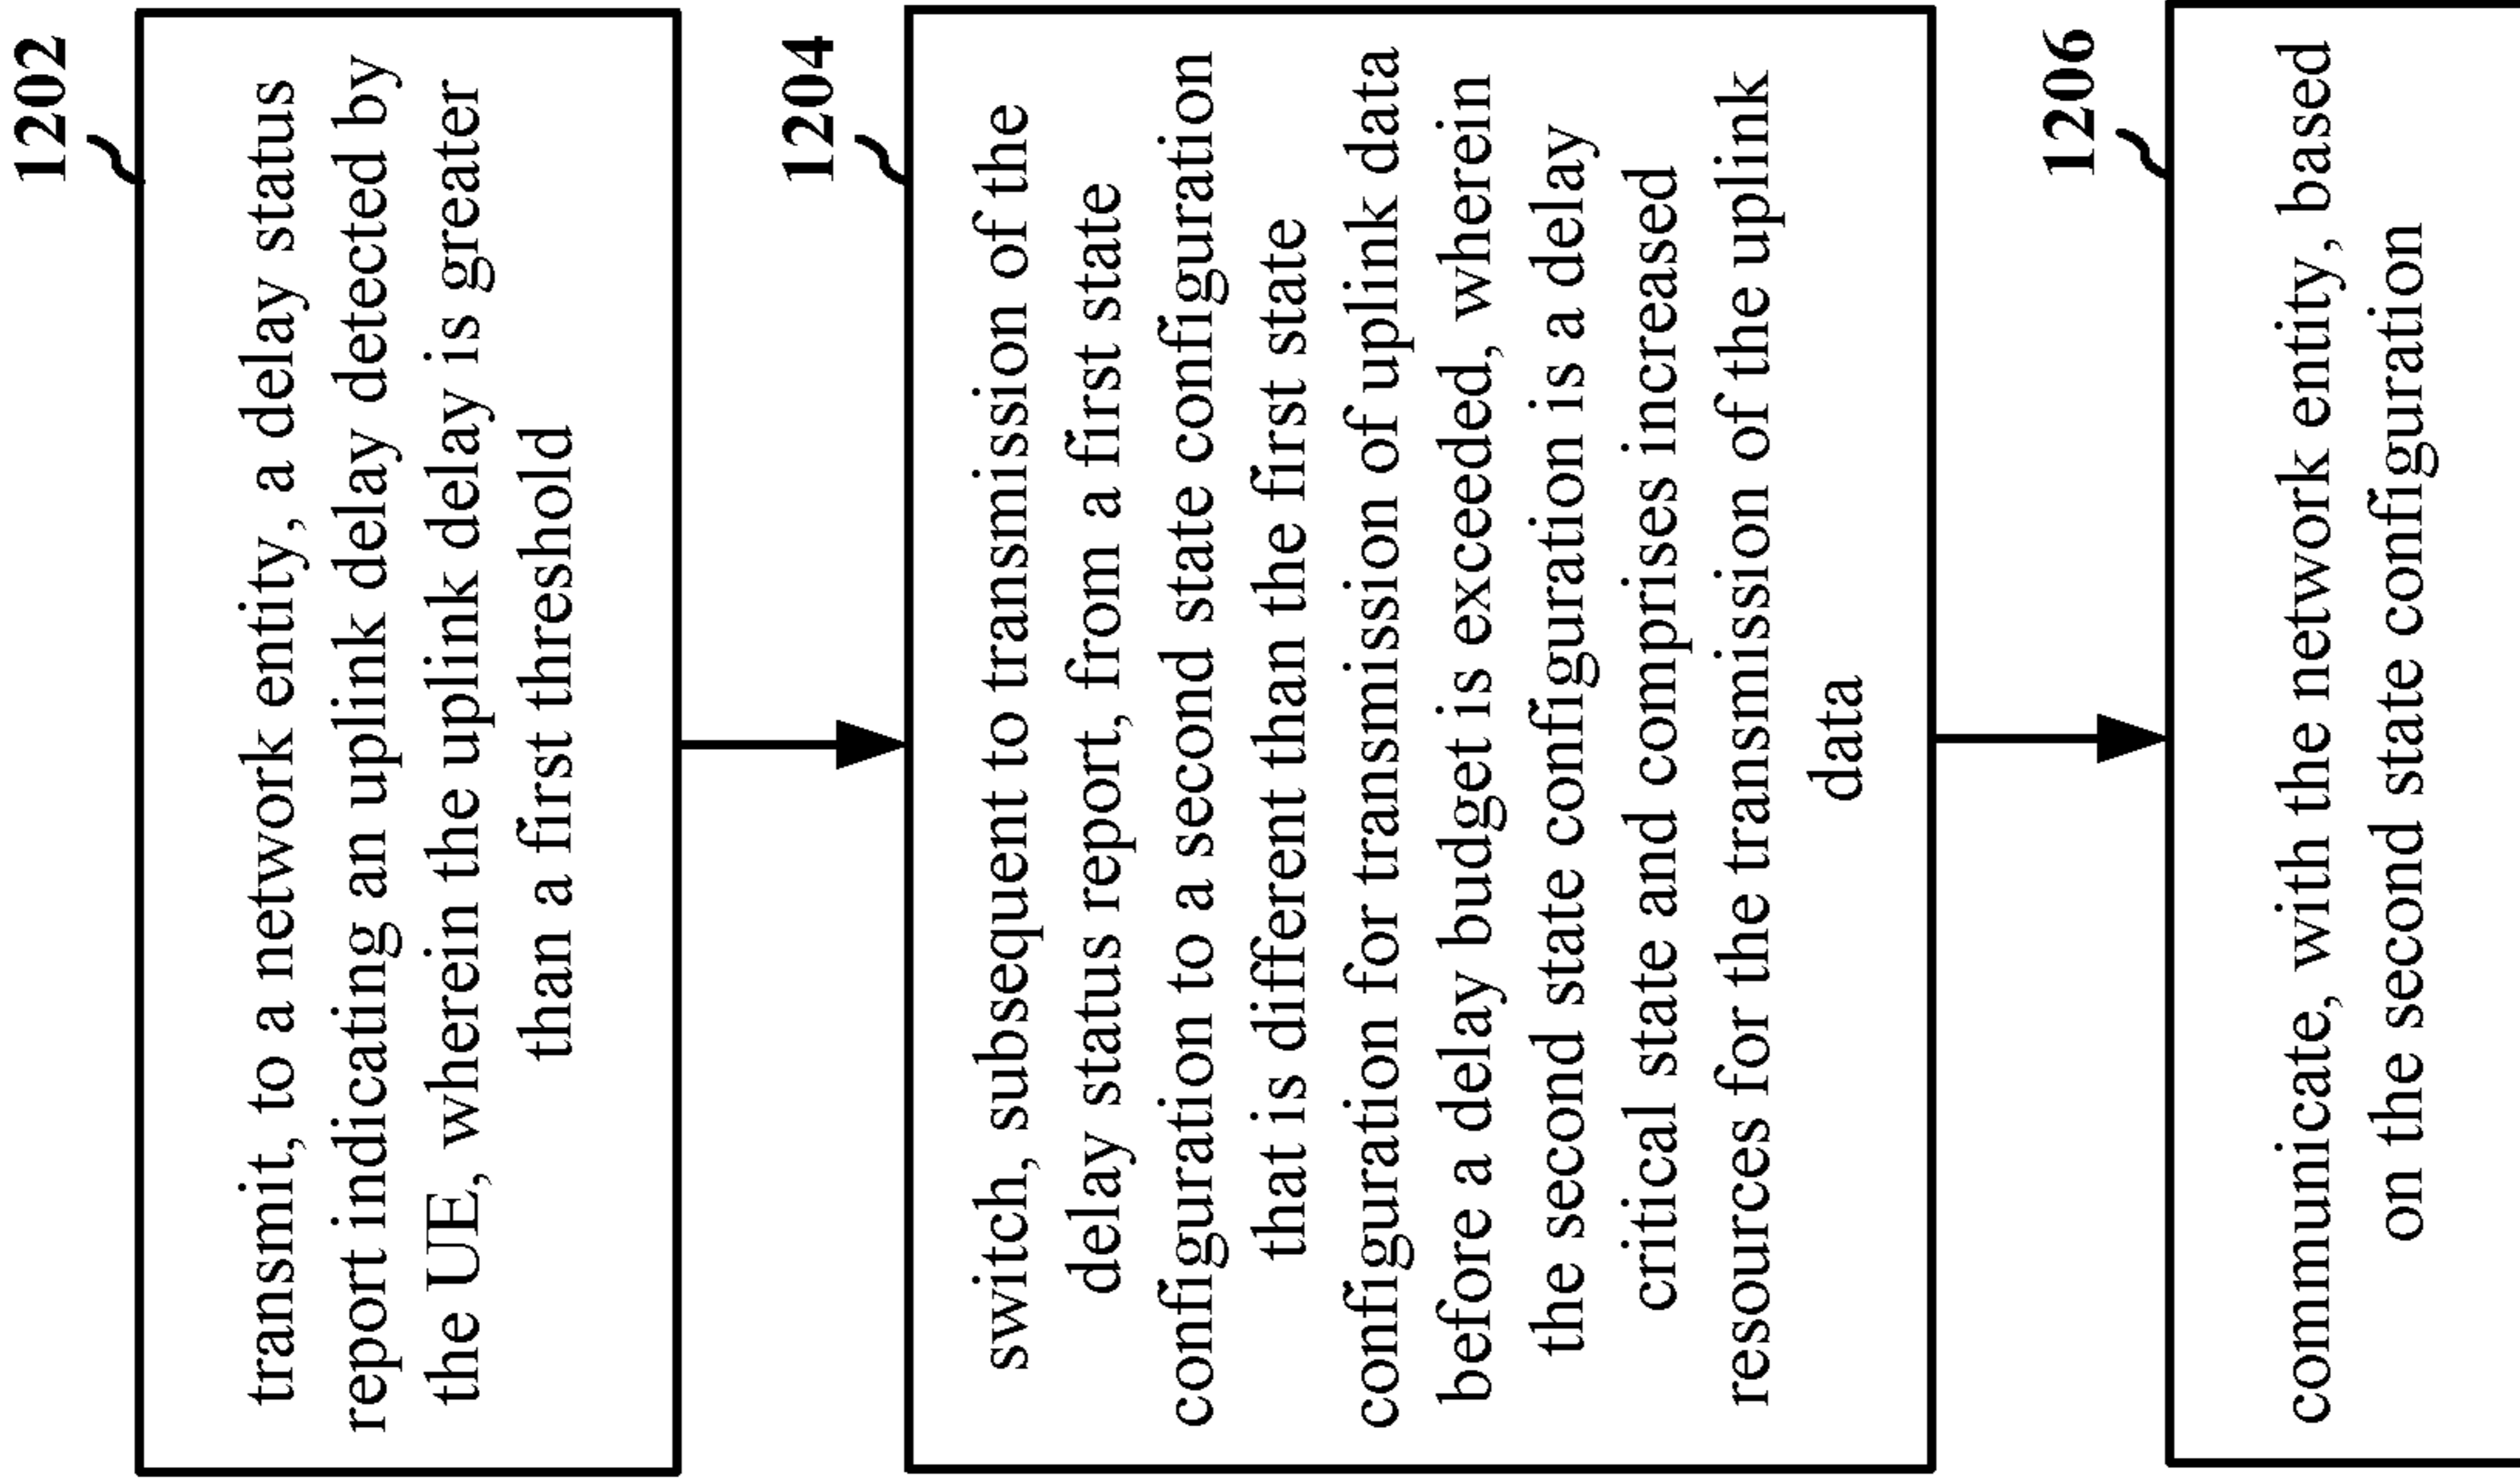 1202
transmit, to a network entity, a delay status
report indicating an uplink delay detected by
the UE, wherein the uplink delay is greater
than a first threshold
1204
switch, subsequent to transmission of the
delay status report, from a first state
configuration to a second state configuration
that is different than the first state
configuration for transmission of uplink data
before a delay budget is exceeded, wherein
the second state configuration is a delay
critical state and comprises increased
resources for the transmission of the uplink
data
1206
communicate, with the network entity, based
on the second state configuration